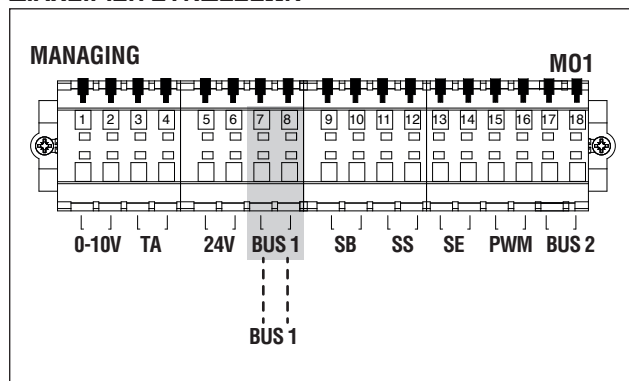 MANAGING
M01
1 2 3 4 5 6 7 8 9 10 11 12 13 14 15 16 17 18
0-10V TA 24V BUS 1 SB SS SE PWM BUS 2
BUS 1